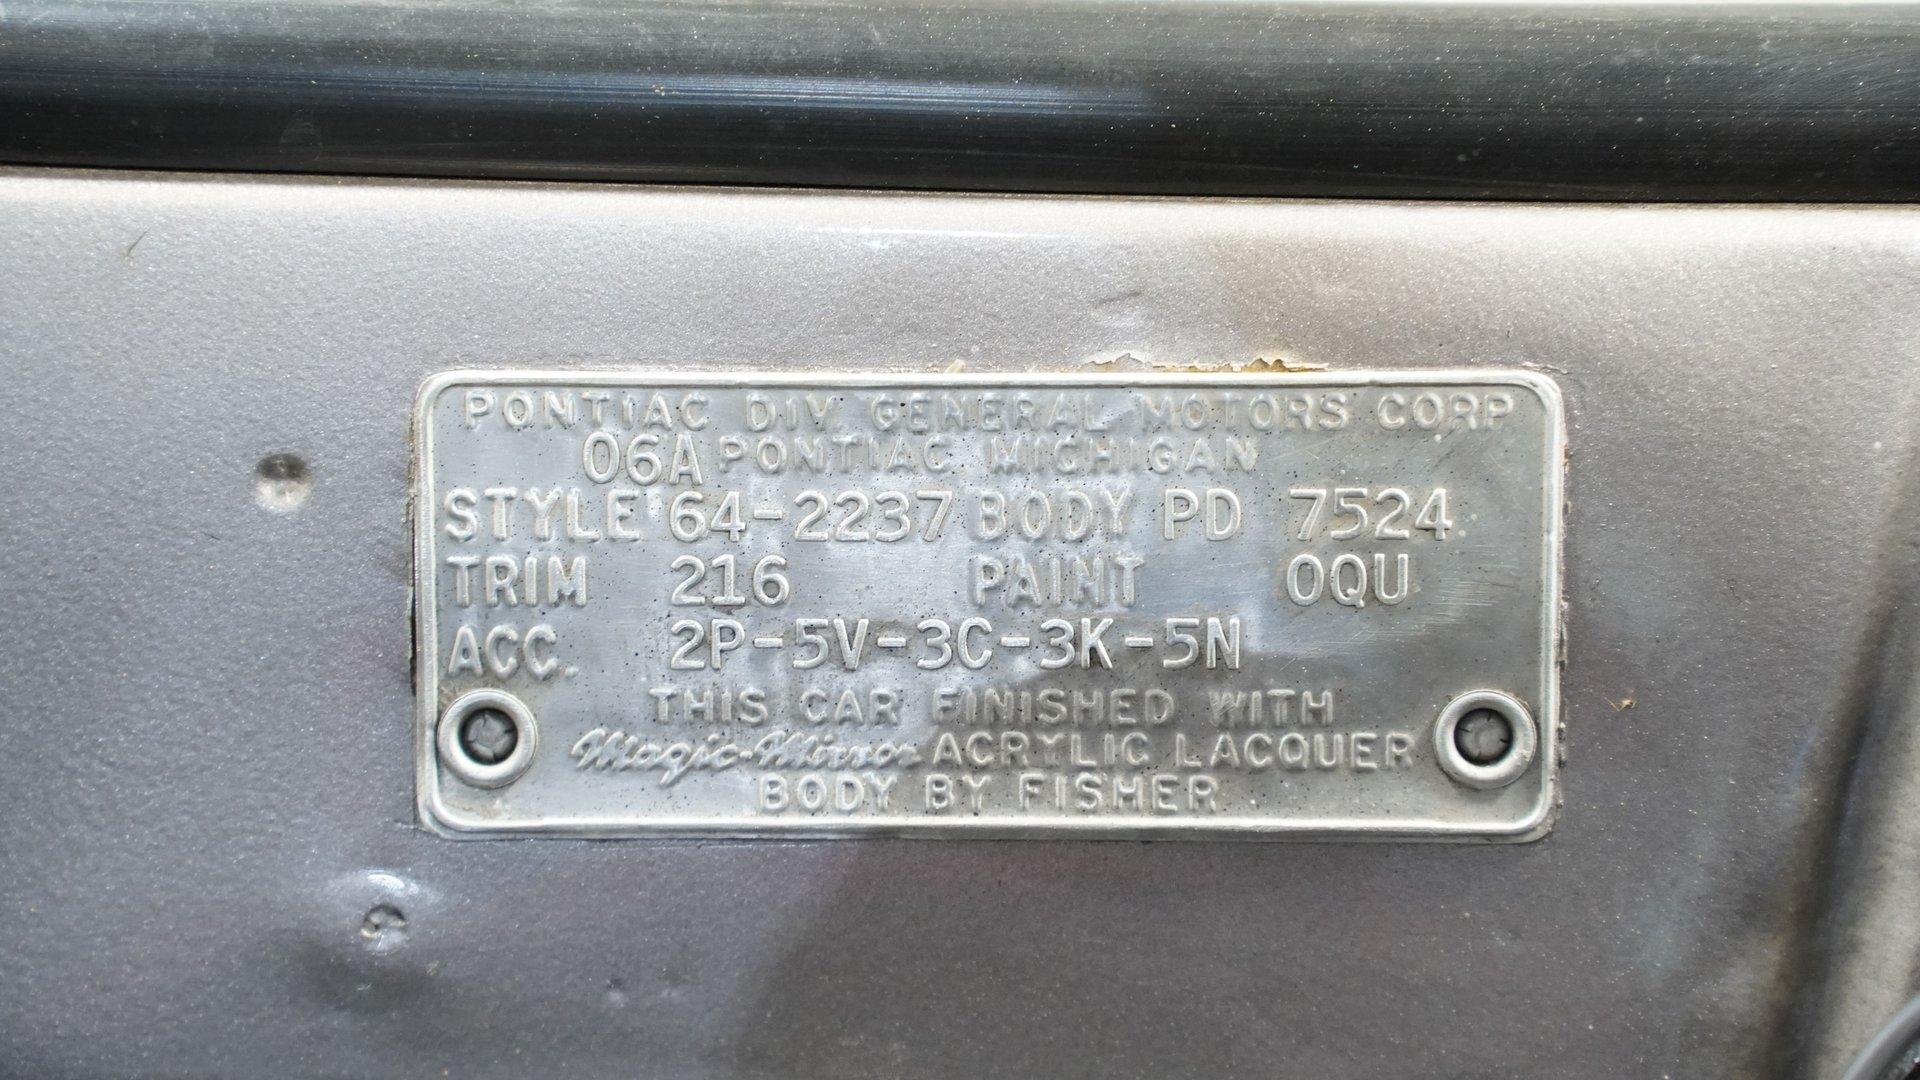 PONTIAC DIV. GENERAL MOTORS CORP
06A PONTIAC, MICHIGAN
STYLE 64-2237 BODY PD 7524
TRIM 216 PAINT 0QU
ACC. 2P-5V-3C-3K-5N
THIS CAR FINISHED WITH
Magic-Mirror ACRYLIC LACQUER
BODY BY FISHER